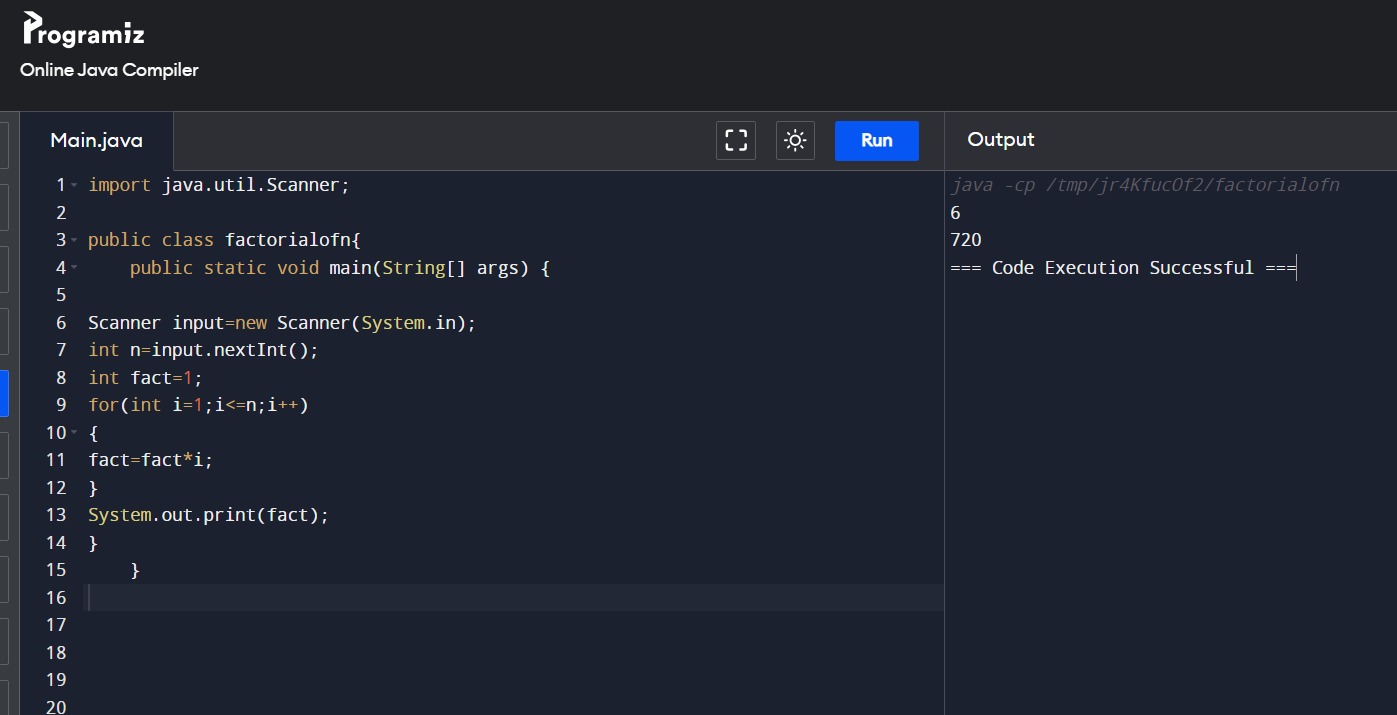 Programiz
Online Java Compiler
Main.java
Run
Output
1 import java.util.Scanner;
2
3 public class factorialofn{
4     public static void main(String[] args) {
5
6 Scanner input=new Scanner(System.in);
7 int n=input.nextInt();
8 int fact=1;
9 for(int i=1;i<=n;i++)
10 {
11 fact=fact*i;
12 }
13 System.out.print(fact);
14 }
15     }
16
17
18
19
20
java -cp /tmp/jr4KfucOf2/factorialofn
6
720
=== Code Execution Successful ===